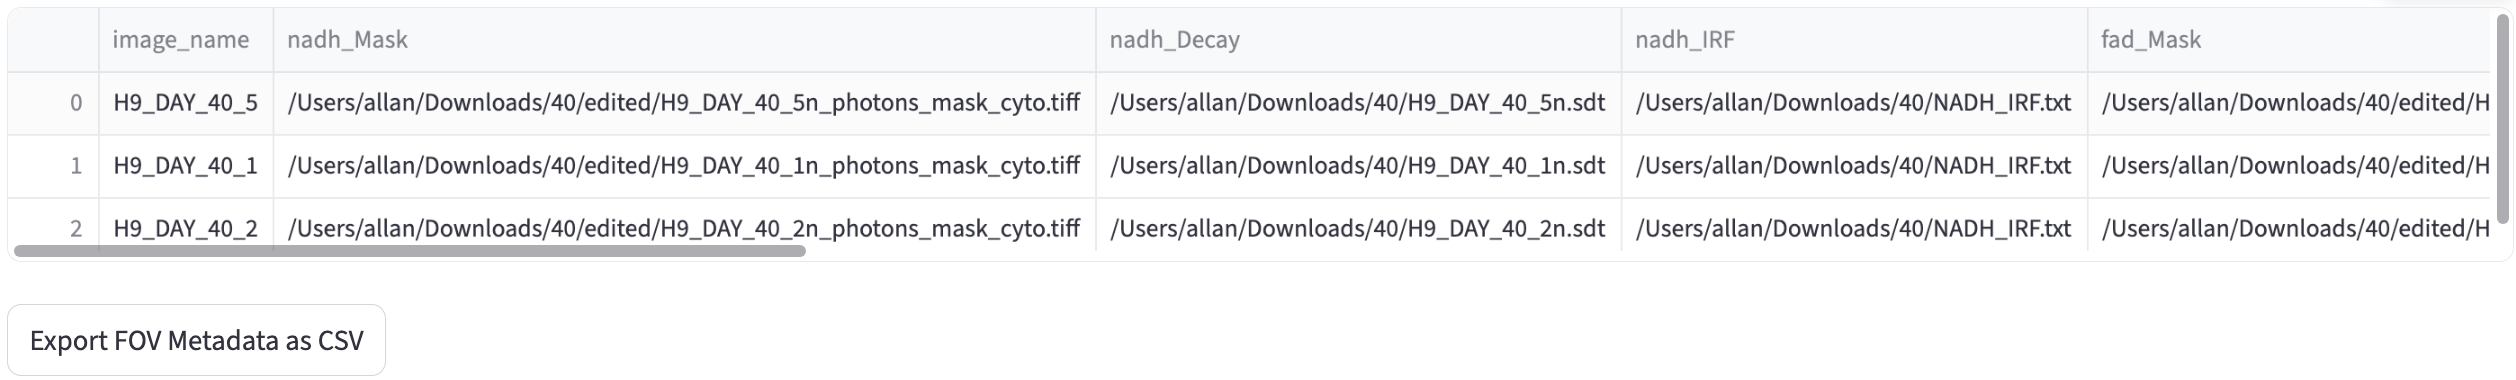 image_name nadh_Mask nadh_Decay nadh_IRF fad_Mask
0 H9_DAY_40_5 /Users/allan/Downloads/40/edited/H9_DAY_40_5n_photons_mask_cyto.tiff /Users/allan/Downloads/40/H9_DAY_40_5n.sdt /Users/allan/Downloads/40/NADH_IRF.txt /Users/allan/Downloads/40/edited/H
1 H9_DAY_40_1 /Users/allan/Downloads/40/edited/H9_DAY_40_1n_photons_mask_cyto.tiff /Users/allan/Downloads/40/H9_DAY_40_1n.sdt /Users/allan/Downloads/40/NADH_IRF.txt /Users/allan/Downloads/40/edited/H
2 H9_DAY_40_2 /Users/allan/Downloads/40/edited/H9_DAY_40_2n_photons_mask_cyto.tiff /Users/allan/Downloads/40/H9_DAY_40_2n.sdt /Users/allan/Downloads/40/NADH_IRF.txt /Users/allan/Downloads/40/edited/H
Export FOV Metadata as CSV